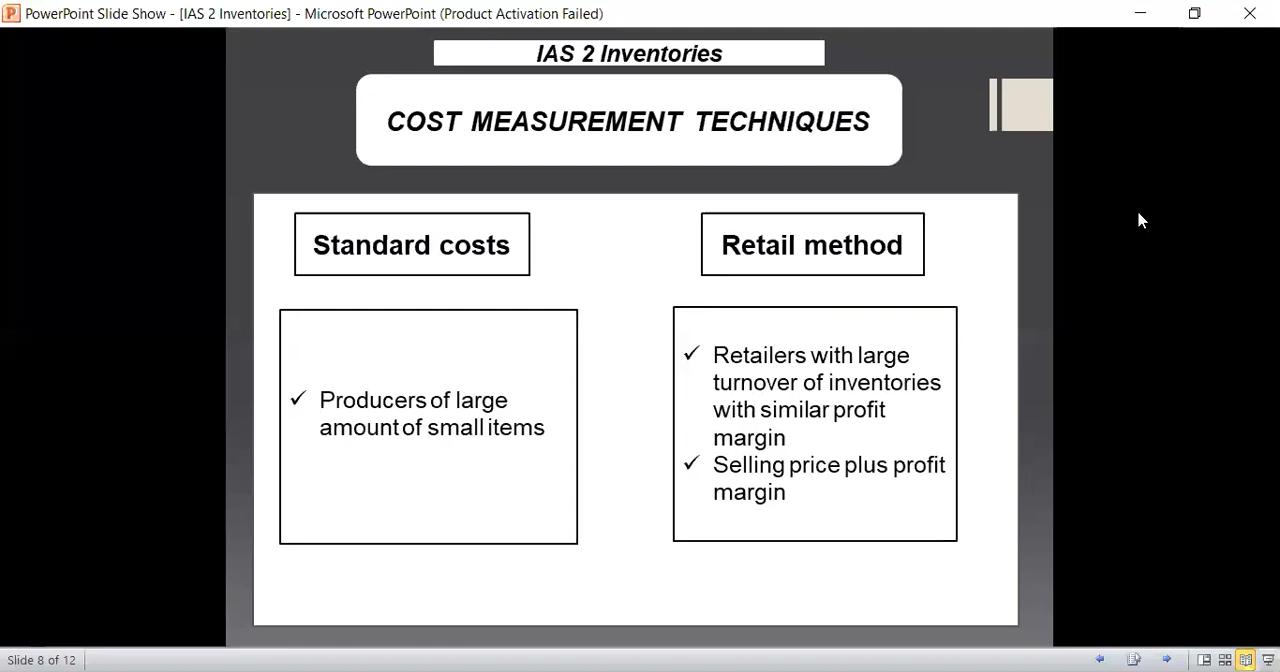 PowerPoint Slide Show - [IAS 2 Inventories] - Microsoft PowerPoint (Product Activation Failed)
IAS 2 Inventories
COST MEASUREMENT TECHNIQUES
Standard costs
Retail method
✓ Producers of large
amount of small items
✓ Retailers with large
turnover of inventories
with similar profit
margin
✓ Selling price plus profit
margin
Slide 8 of 12